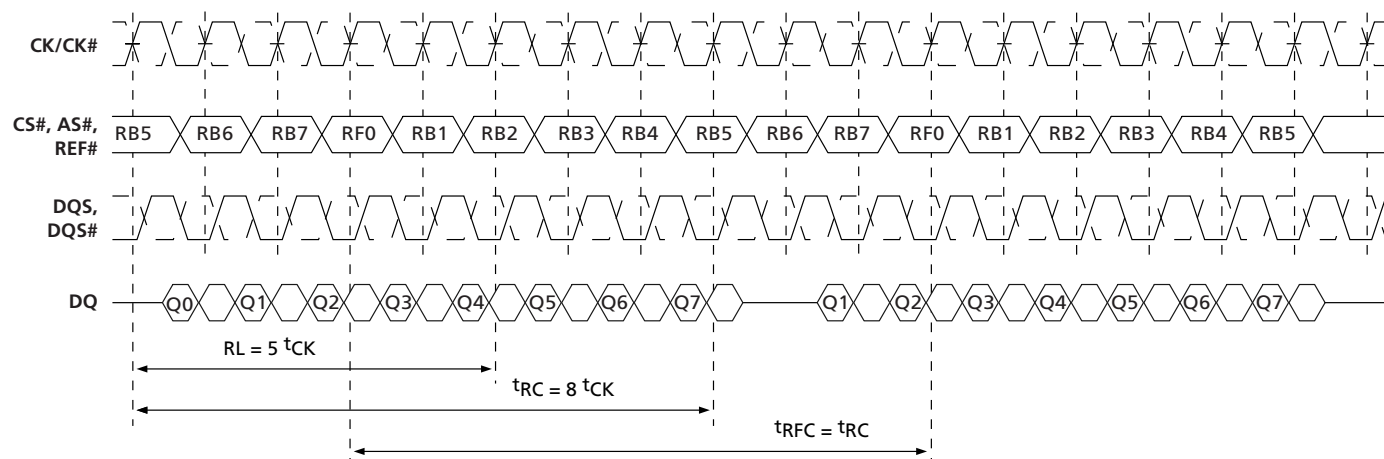 CK/CK#
CS#, AS#,
REF#
RB5 RB6 RB7 RF0 RB1 RB2 RB3 RB4 RB5 RB6 RB7 RF0 RB1 RB2 RB3 RB4 RB5
DQS,
DQS#
DQ
Q0 Q1 Q2 Q3 Q4 Q5 Q6 Q7 Q1 Q2 Q3 Q4 Q5 Q6 Q7
RL = 5 tCK
tRC = 8 tCK
tRFC = tRC